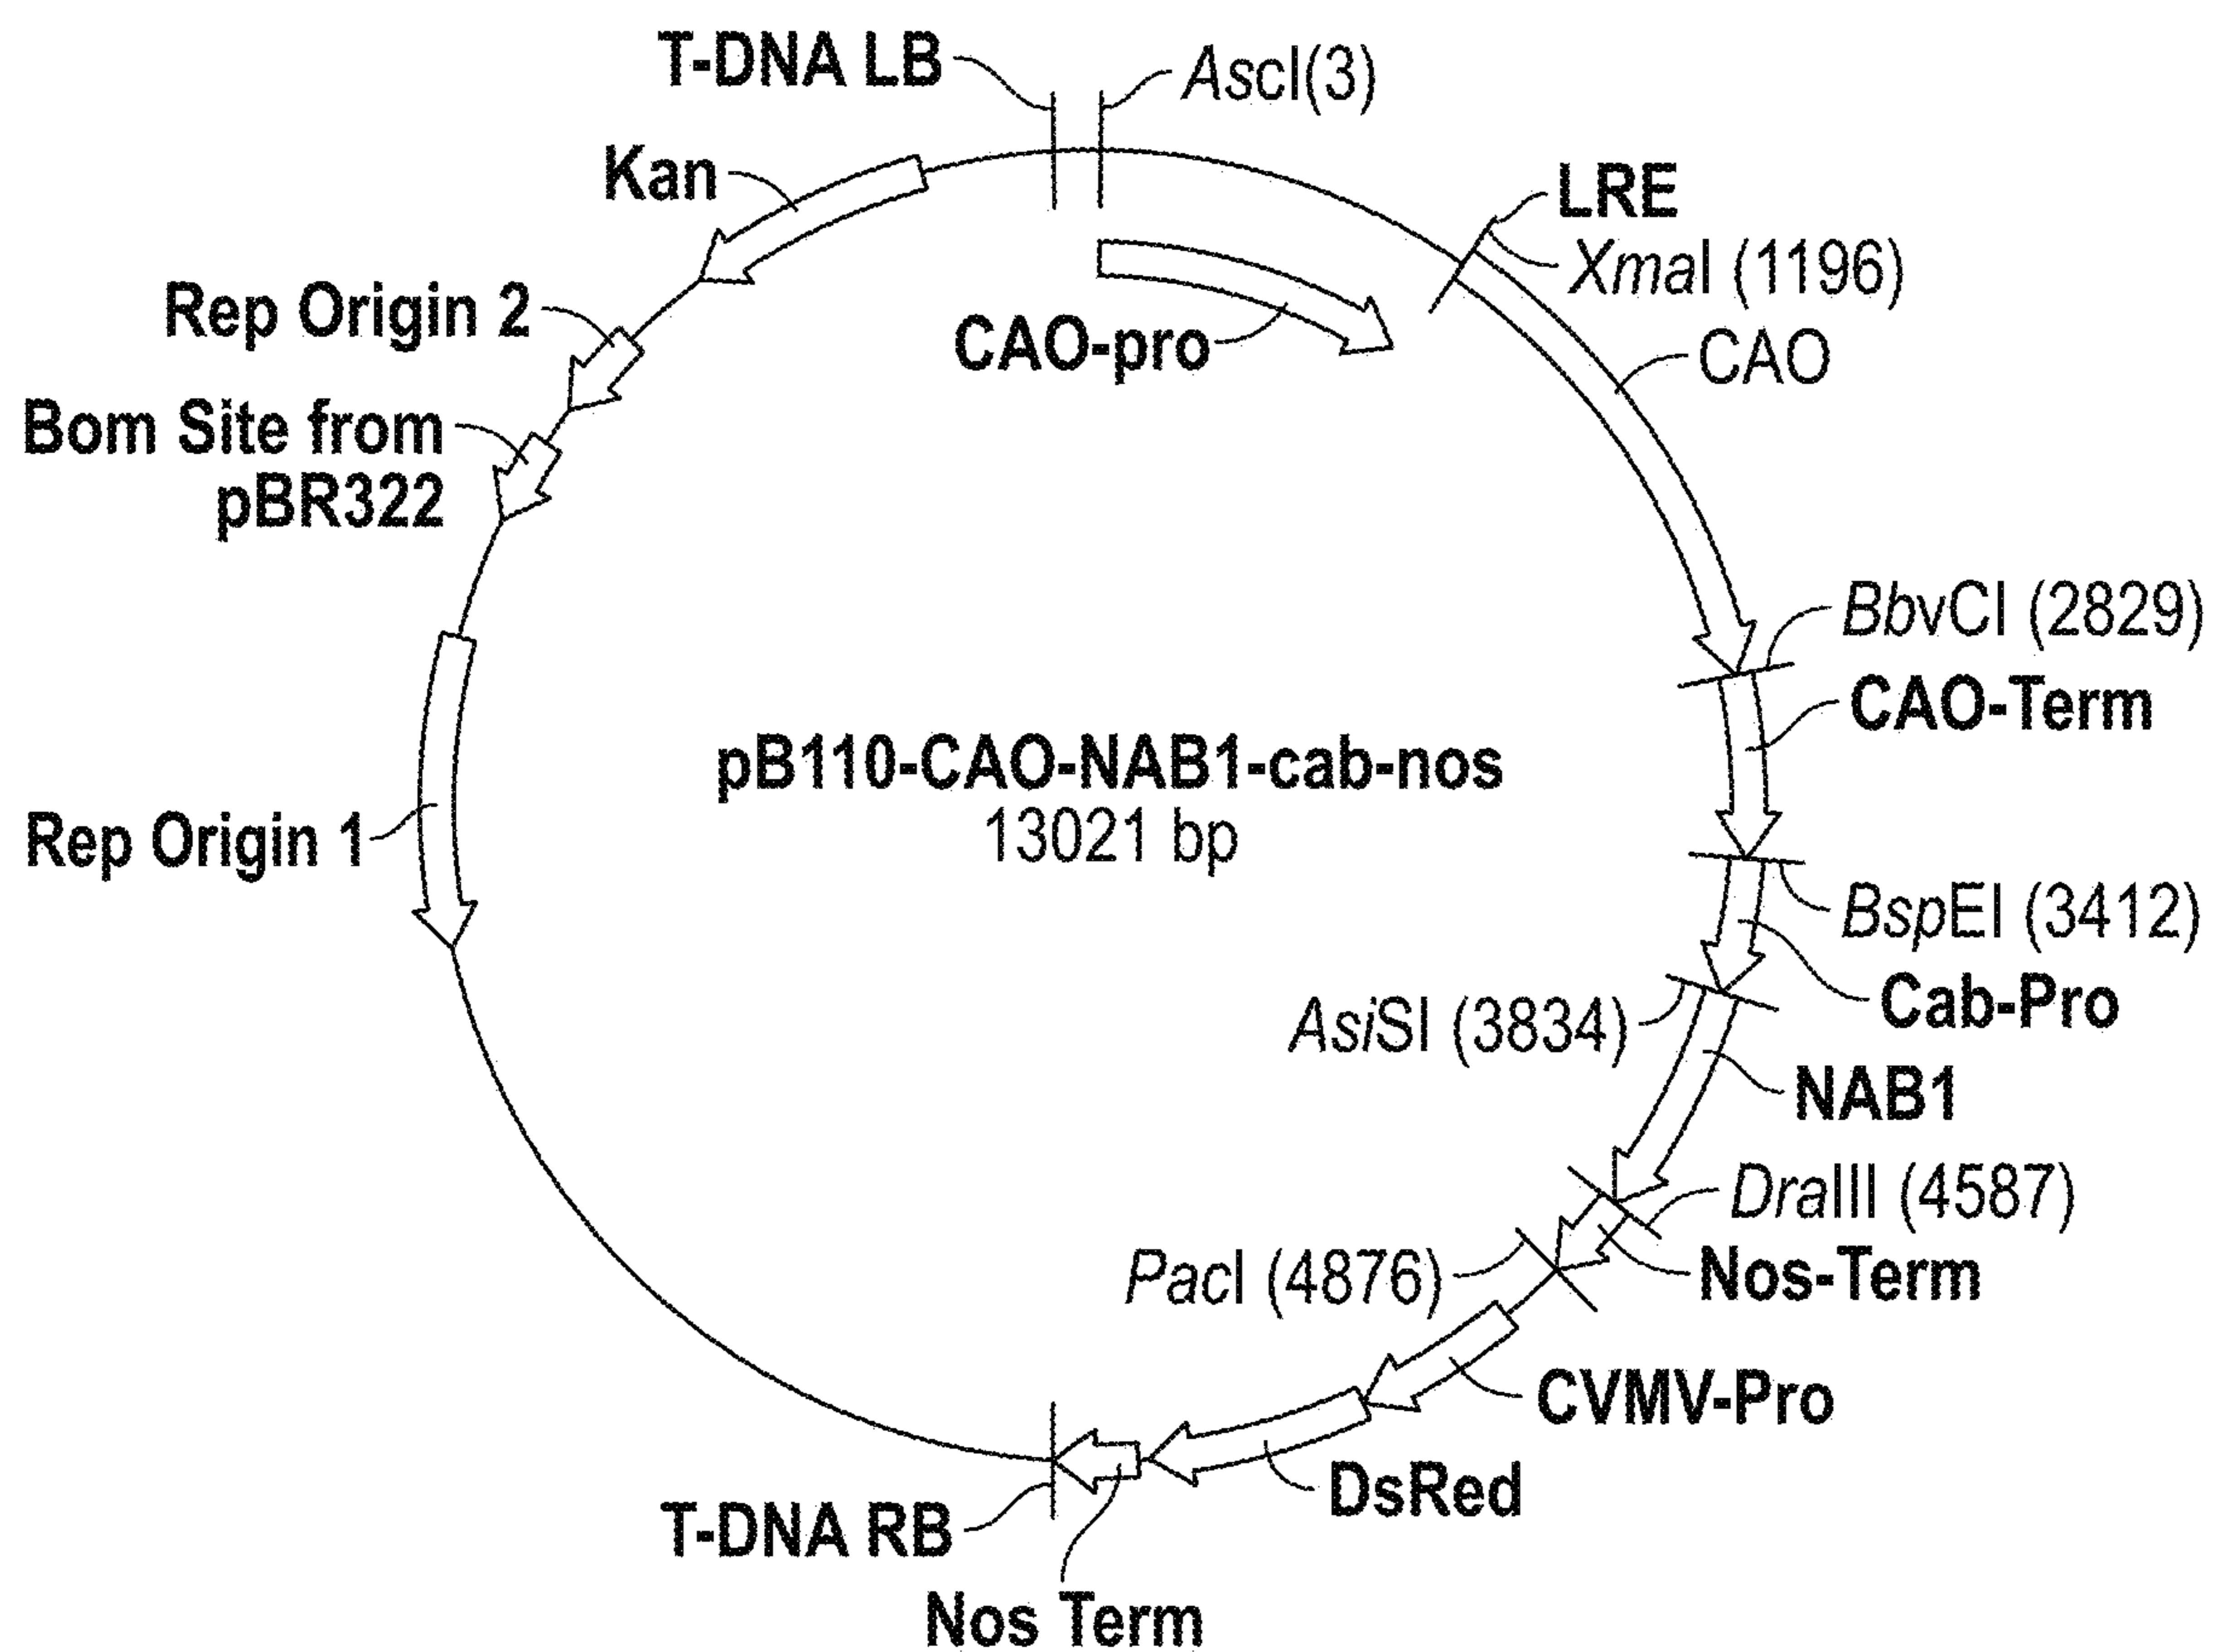 T-DNA LB
AscI(3)
Kan
LRE
XmaI (1196)
Rep Origin 2
CAO-pro
CAO
Bom Site from
pBR322
BbvCI (2829)
CAO-Term
pB110-CAO-NAB1-cab-nos
13021 bp
Rep Origin 1
BspEI (3412)
Cab-Pro
AsiSI (3834)
NAB1
DraIII (4587)
PacI (4876)
Nos-Term
CVMV-Pro
DsRed
T-DNA RB
Nos Term